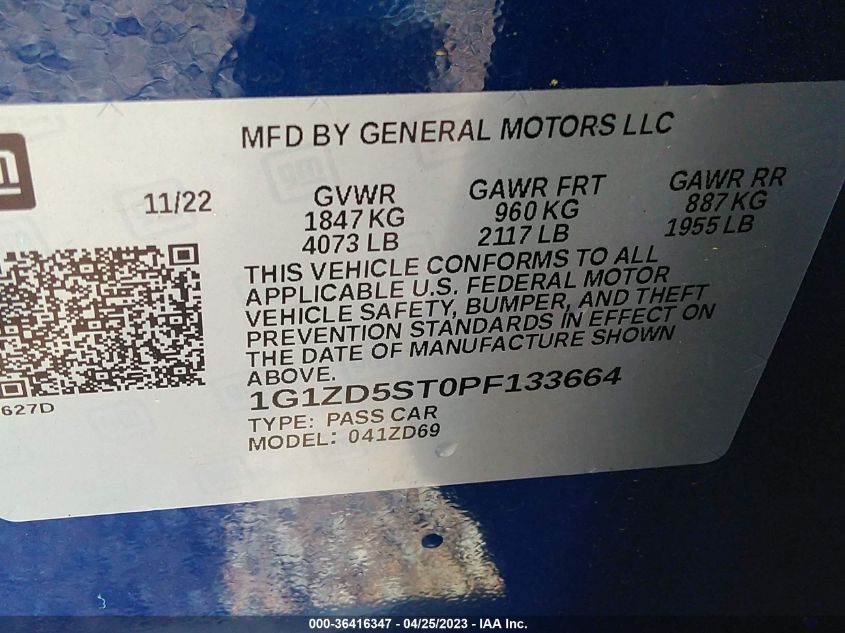 MFD BY GENERAL MOTORS LLC
gm
11/22 GVWR GAWR FRT GAWR RR
1847 KG 960 KG 887 KG
4073 LB 2117 LB 1955 LB
THIS VEHICLE CONFORMS TO ALL
APPLICABLE U.S. FEDERAL MOTOR
VEHICLE SAFETY, BUMPER, AND THEFT
PREVENTION STANDARDS IN EFFECT ON
THE DATE OF MANUFACTURE SHOWN
ABOVE.
1G1ZD5ST0PF133664
627D
TYPE: PASS CAR
MODEL: 041ZD69
000-36416347 - 04/25/2023 - IAA Inc.